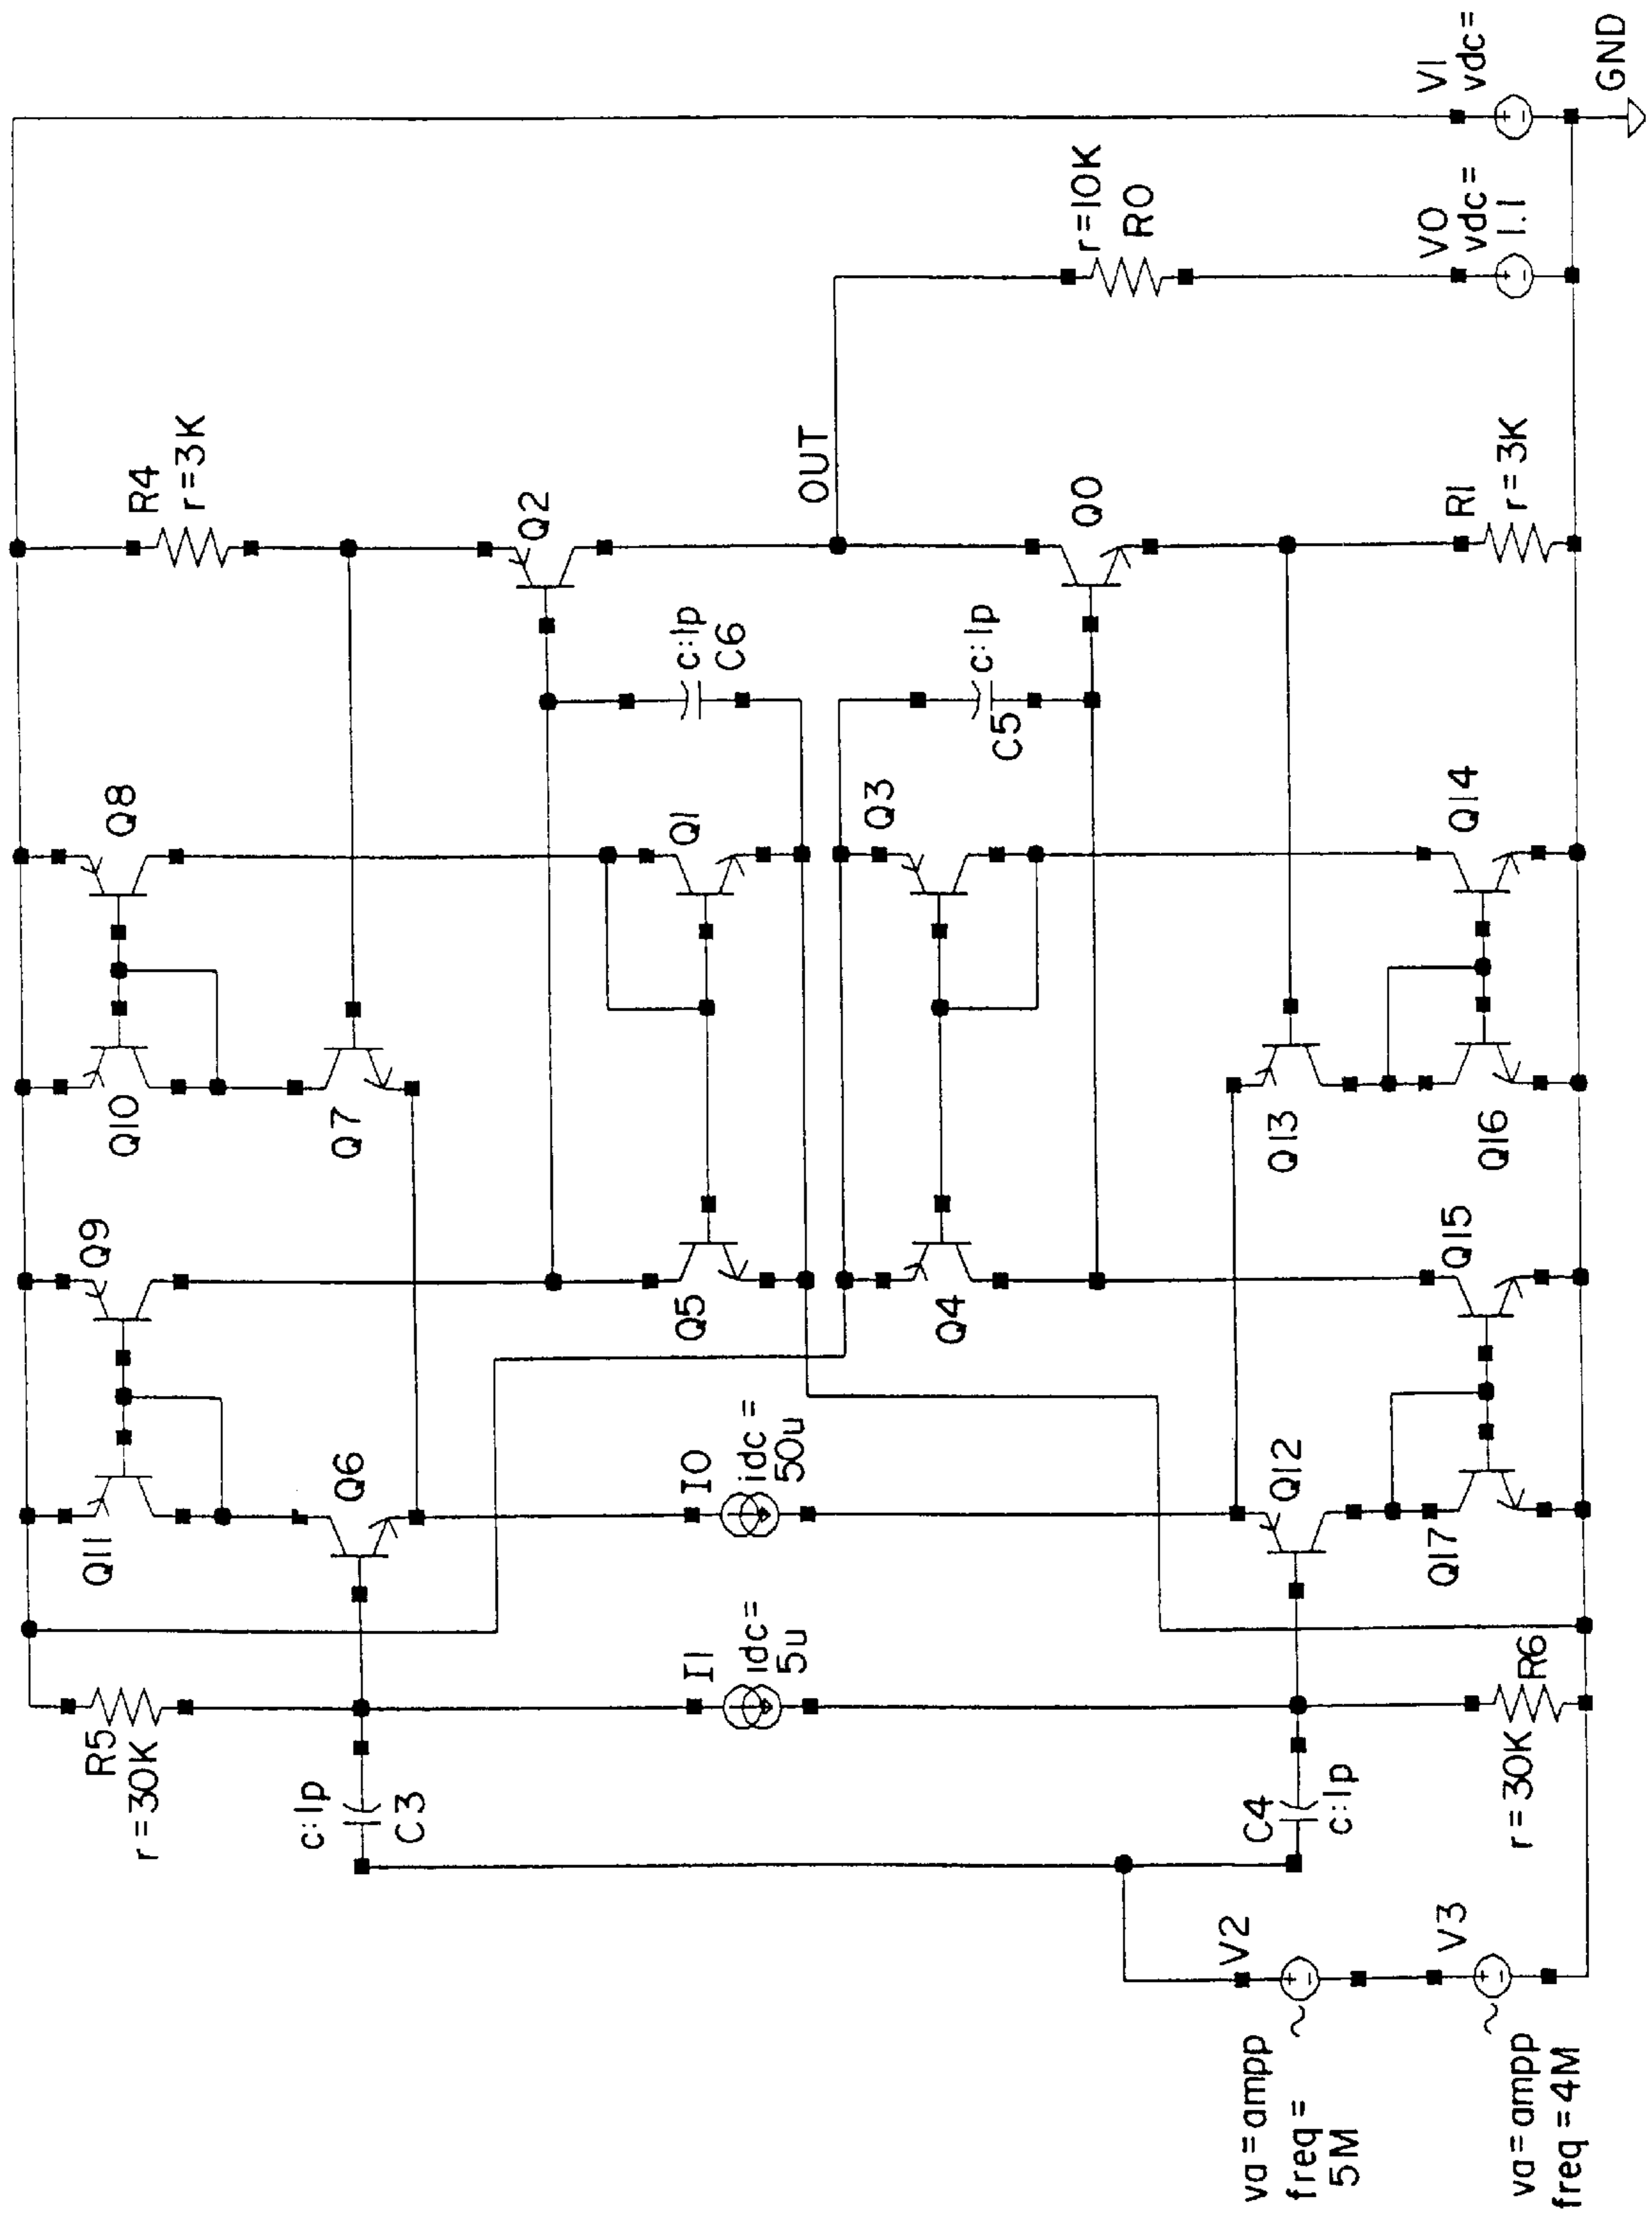 R4
r=3K
Q2
OUT
r=10K
R0
V1
vdc=
V0
vdc=
1.1
GND
Q0
R1
r=3K
c:1p
C6
c:1p
C5
Q8
Q1
Q3
Q14
Q10
Q7
Q13
Q16
Q9
Q5
Q4
Q15
Q11
Q6
I0
idc=
50u
Q12
Q17
I1
idc=
5u
R5
r=30K
R6
r=30K
c:1p
C3
C4
c:1p
V2
va=ampp
freq=
5M
V3
va=ampp
freq=4M